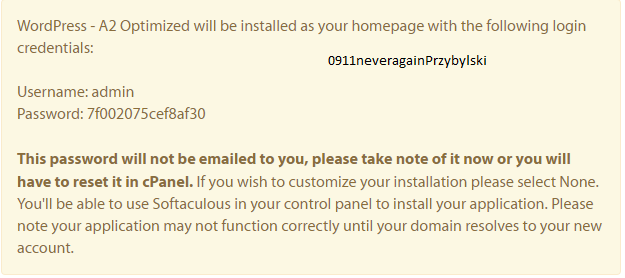 WordPress - A2 Optimized will be installed as your homepage with the following login
credentials:
0911neveragainPrzybylski
Username: admin
Password: 7f002075cef8af30
This password will not be emailed to you, please take note of it now or you will
have to reset it in cPanel. If you wish to customize your installation please select None.
You'll be able to use Softaculous in your control panel to install your application. Please
note your application may not function correctly until your domain resolves to your new
account.